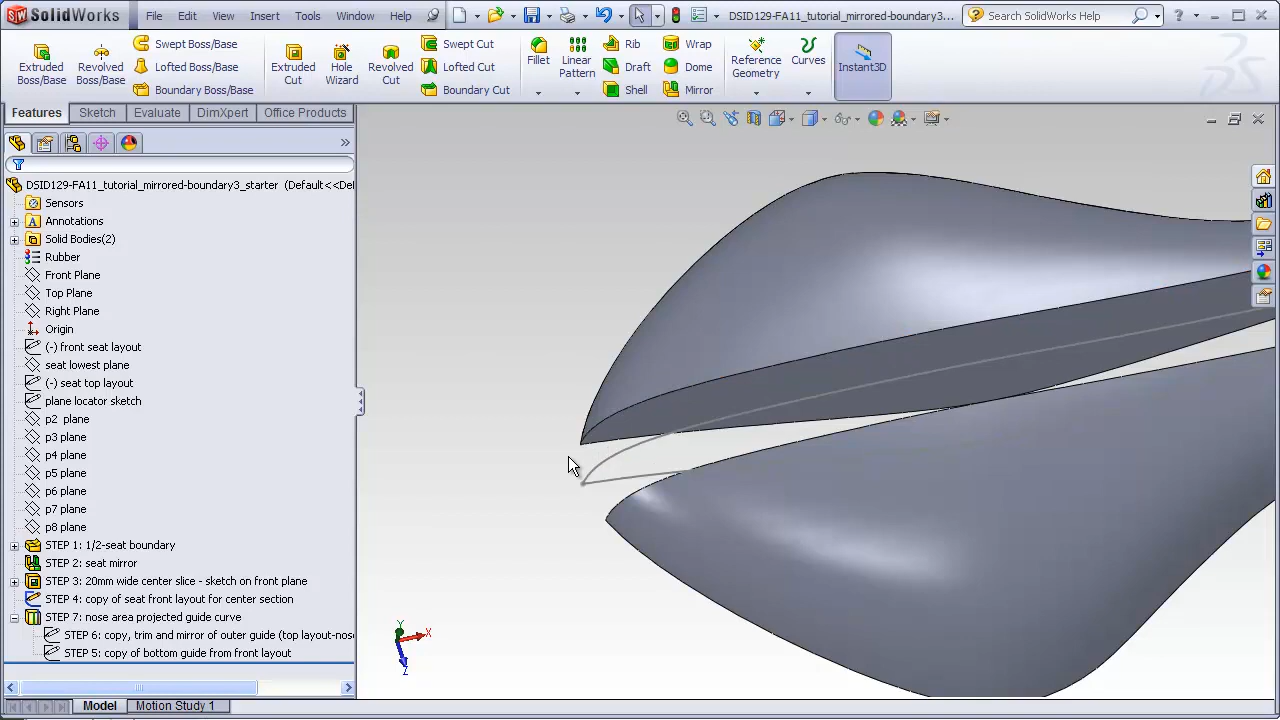 SolidWorks File Edit View Insert Tools Window Help DSID129-FA11_tutorial_mirrored-boundary3... Search SolidWorks Help
Extruded Boss/Base
Revolved Boss/Base
Swept Boss/Base
Lofted Boss/Base
Boundary Boss/Base
Extruded Cut
Hole Wizard
Revolved Cut
Swept Cut
Lofted Cut
Boundary Cut
Fillet
Linear Pattern
Rib
Draft
Shell
Wrap
Dome
Mirror
Reference Geometry
Curves
Instant3D
Features Sketch Evaluate DimXpert Office Products
DSID129-FA11_tutorial_mirrored-boundary3_starter (Default<<De
Sensors
Annotations
Solid Bodies(2)
Rubber
Front Plane
Top Plane
Right Plane
Origin
(-) front seat layout
seat lowest plane
(-) seat top layout
plane locator sketch
p2 plane
p3 plane
p4 plane
p5 plane
p6 plane
p7 plane
p8 plane
STEP 1: 1/2-seat boundary
STEP 2: seat mirror
STEP 3: 20mm wide center slice - sketch on front plane
STEP 4: copy of seat front layout for center section
STEP 7: nose area projected guide curve
STEP 6: copy, trim and mirror of outer guide (top layout-nose
STEP 5: copy of bottom guide from front layout
Y
X
Z
Model Motion Study 1